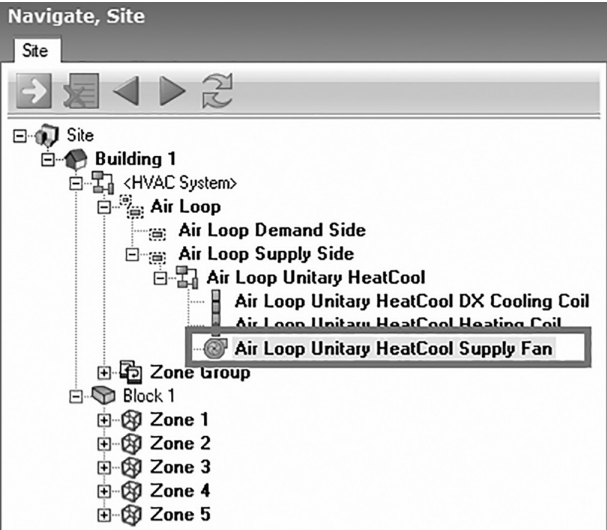 Navigate, Site
Site
Site
Building 1
<HVAC System>
Air Loop
Air Loop Demand Side
Air Loop Supply Side
Air Loop Unitary HeatCool
Air Loop Unitary HeatCool DX Cooling Coil
Air Loop Unitary HeatCool Heating Coil
Air Loop Unitary HeatCool Supply Fan
Zone Group
Block 1
Zone 1
Zone 2
Zone 3
Zone 4
Zone 5